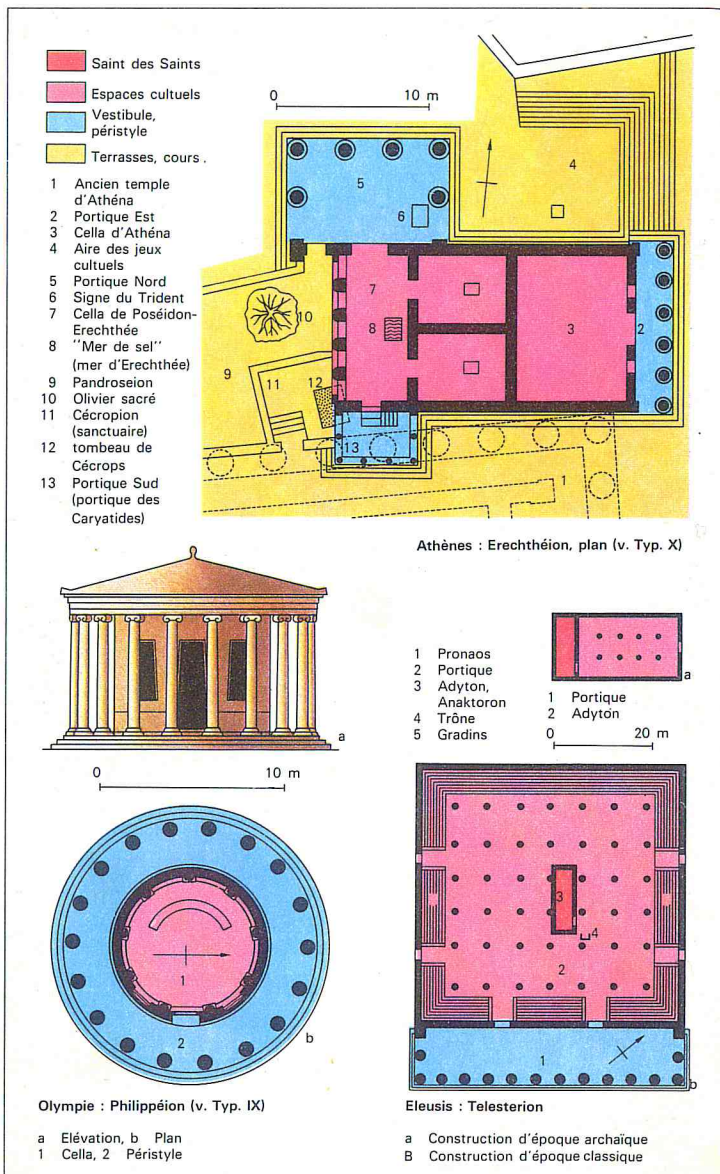 Saint des Saints
Espaces cultuels
Vestibule,
péristyle
Terrasses, cours .
1 Ancien temple
d'Athéna
2 Portique Est
3 Cella d'Athéna
4 Aire des jeux
cultuels
5 Portique Nord
6 Signe du Trident
7 Cella de Poséidon-
Erechthée
8 "Mer de sel"
(mer d'Erechthée)
9 Pandroseion
10 Olivier sacré
11 Cécropion
(sanctuaire)
12 tombeau de
Cécrops
13 Portique Sud
(portique des
Caryatides)
0 10 m
4
5
6
7
10
8
3
2
9
11
12
13
1
Athènes : Erechthéion, plan (v. Typ. X)
a
0 10 m
1
2
b
Olympie : Philippéion (v. Typ. IX)
a Elévation, b Plan
1 Cella, 2 Péristyle
1 Pronaos
2 Portique
3 Adyton,
Anaktoron
4 Trône
5 Gradins
a
1 Portique
2 Adyton
0 20 m
3
4
2
1
b
Eleusis : Telesterion
a Construction d'époque archaïque
B Construction d'époque classique